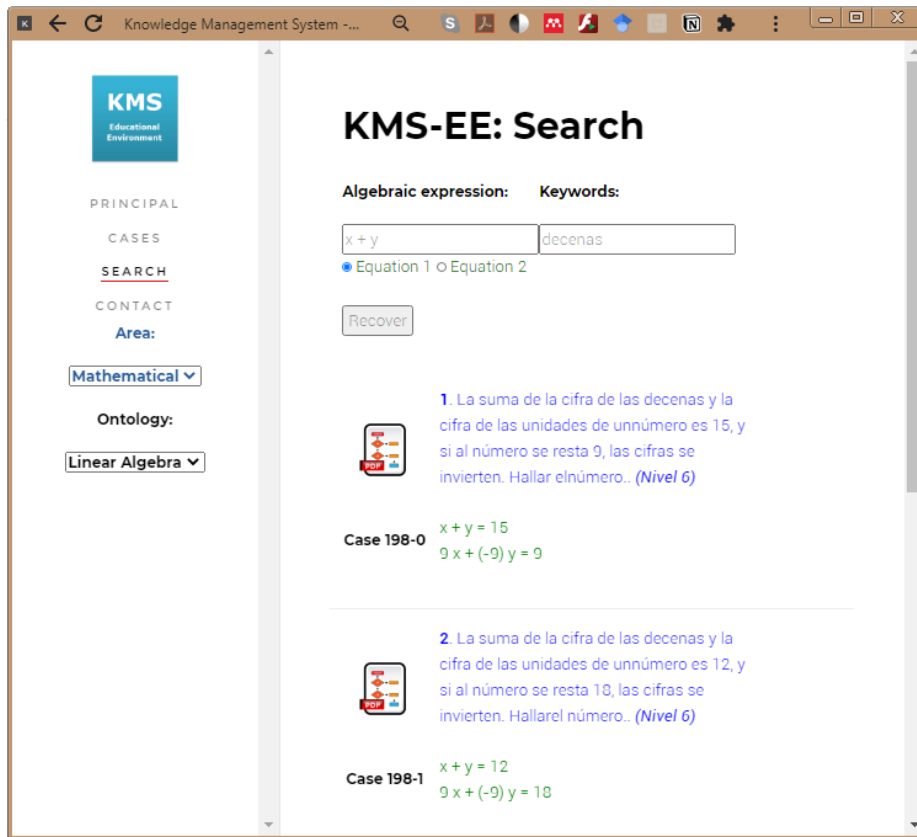 Knowledge Management System -...
KMS
Educational
Environment
PRINCIPAL
CASES
SEARCH
CONTACT
Area:
Mathematical
Ontology:
Linear Algebra
KMS-EE: Search
Algebraic expression: Keywords:
x + y decenas
Equation 1 Equation 2
Recover
1. La suma de la cifra de las decenas y la
cifra de las unidades de unnúmero es 15, y
si al número se resta 9, las cifras se
invierten. Hallar elnúmero.. (Nivel 6)
PDF
Case 198-0
x + y = 15
9 x + (-9) y = 9
2. La suma de la cifra de las decenas y la
cifra de las unidades de unnúmero es 12, y
si al número se resta 18, las cifras se
invierten. Hallarel número.. (Nivel 6)
PDF
Case 198-1
x + y = 12
9 x + (-9) y = 18